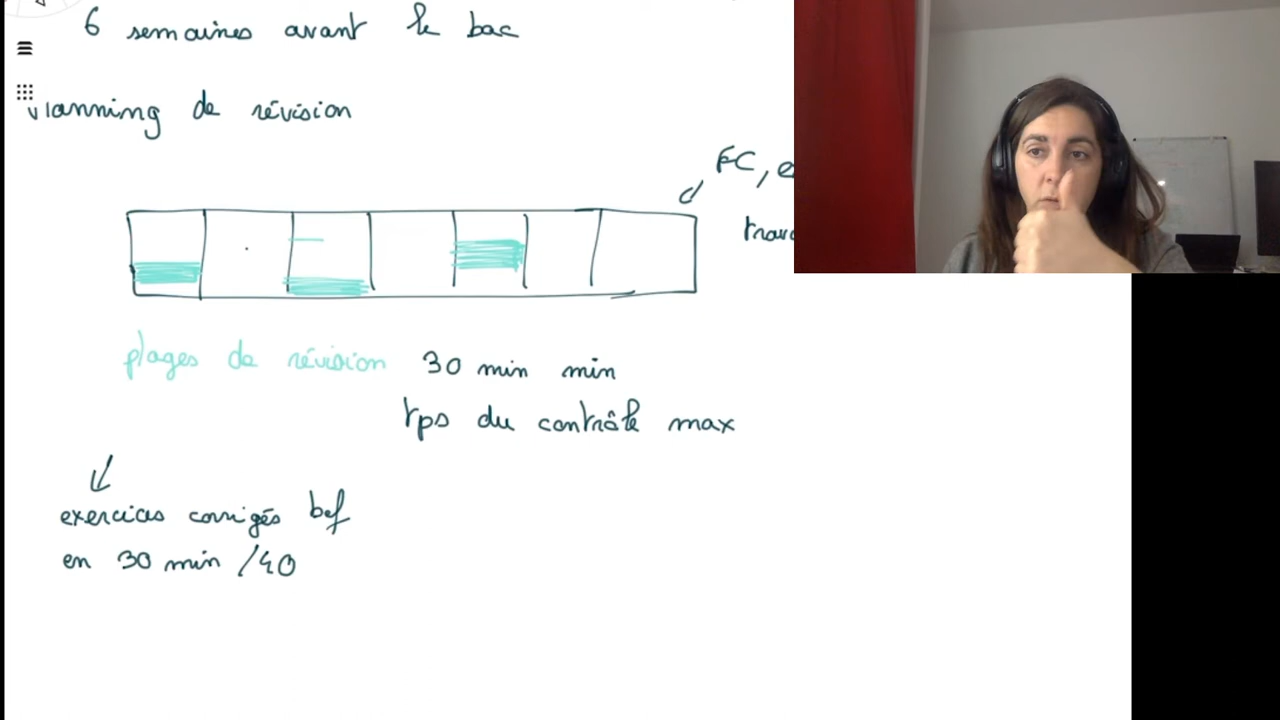 6 semaines avant le bac
Planning de révision
FC, e
trava
plages de révision 30 min min
tps du contrôle max
exercices corrigés bef
en 30 min /40